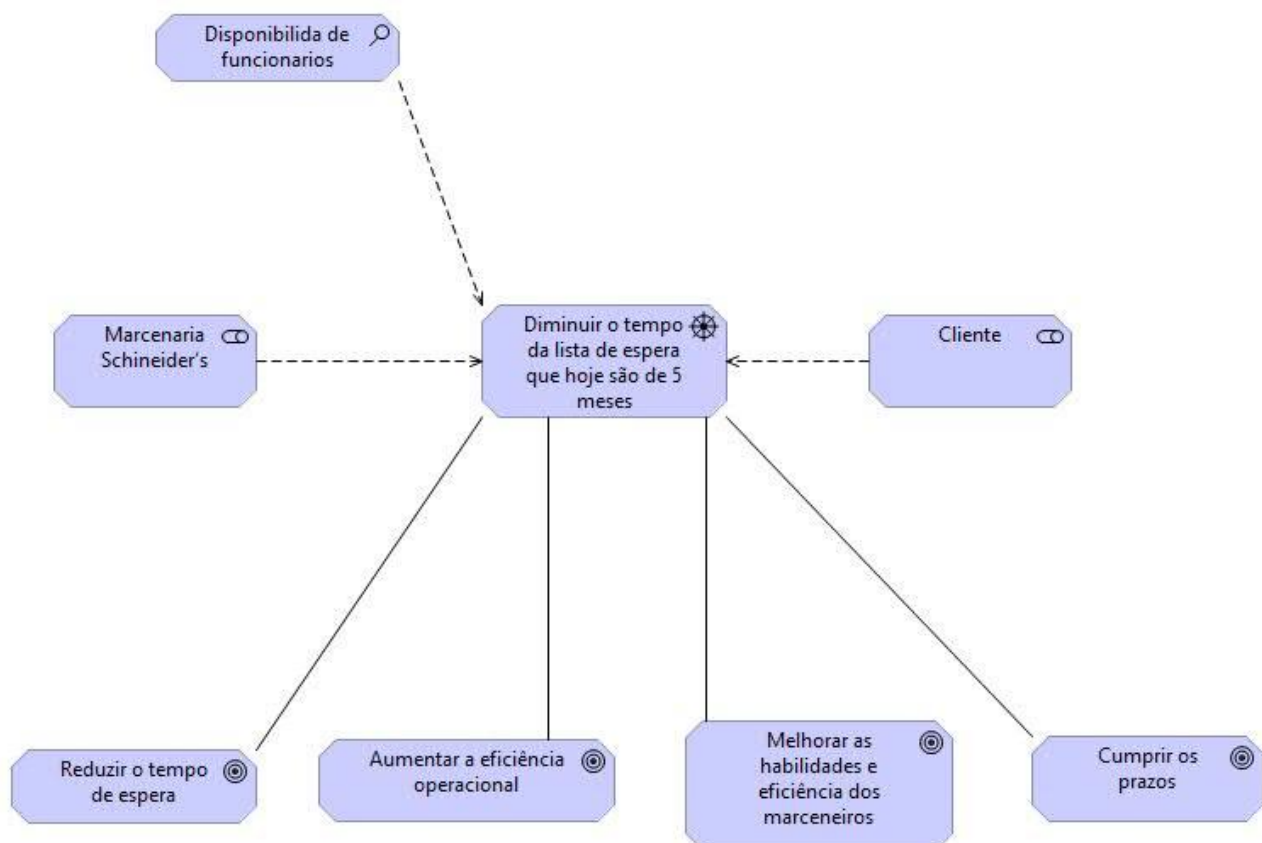 Disponibilida de
funcionarios
Marcenaria
Schineider's
Diminuir o tempo
da lista de espera
que hoje são de 5
meses
Cliente
Reduzir o tempo
de espera
Aumentar a eficiência
operacional
Melhorar as
habilidades e
eficiência dos
marceneiros
Cumprir os
prazos